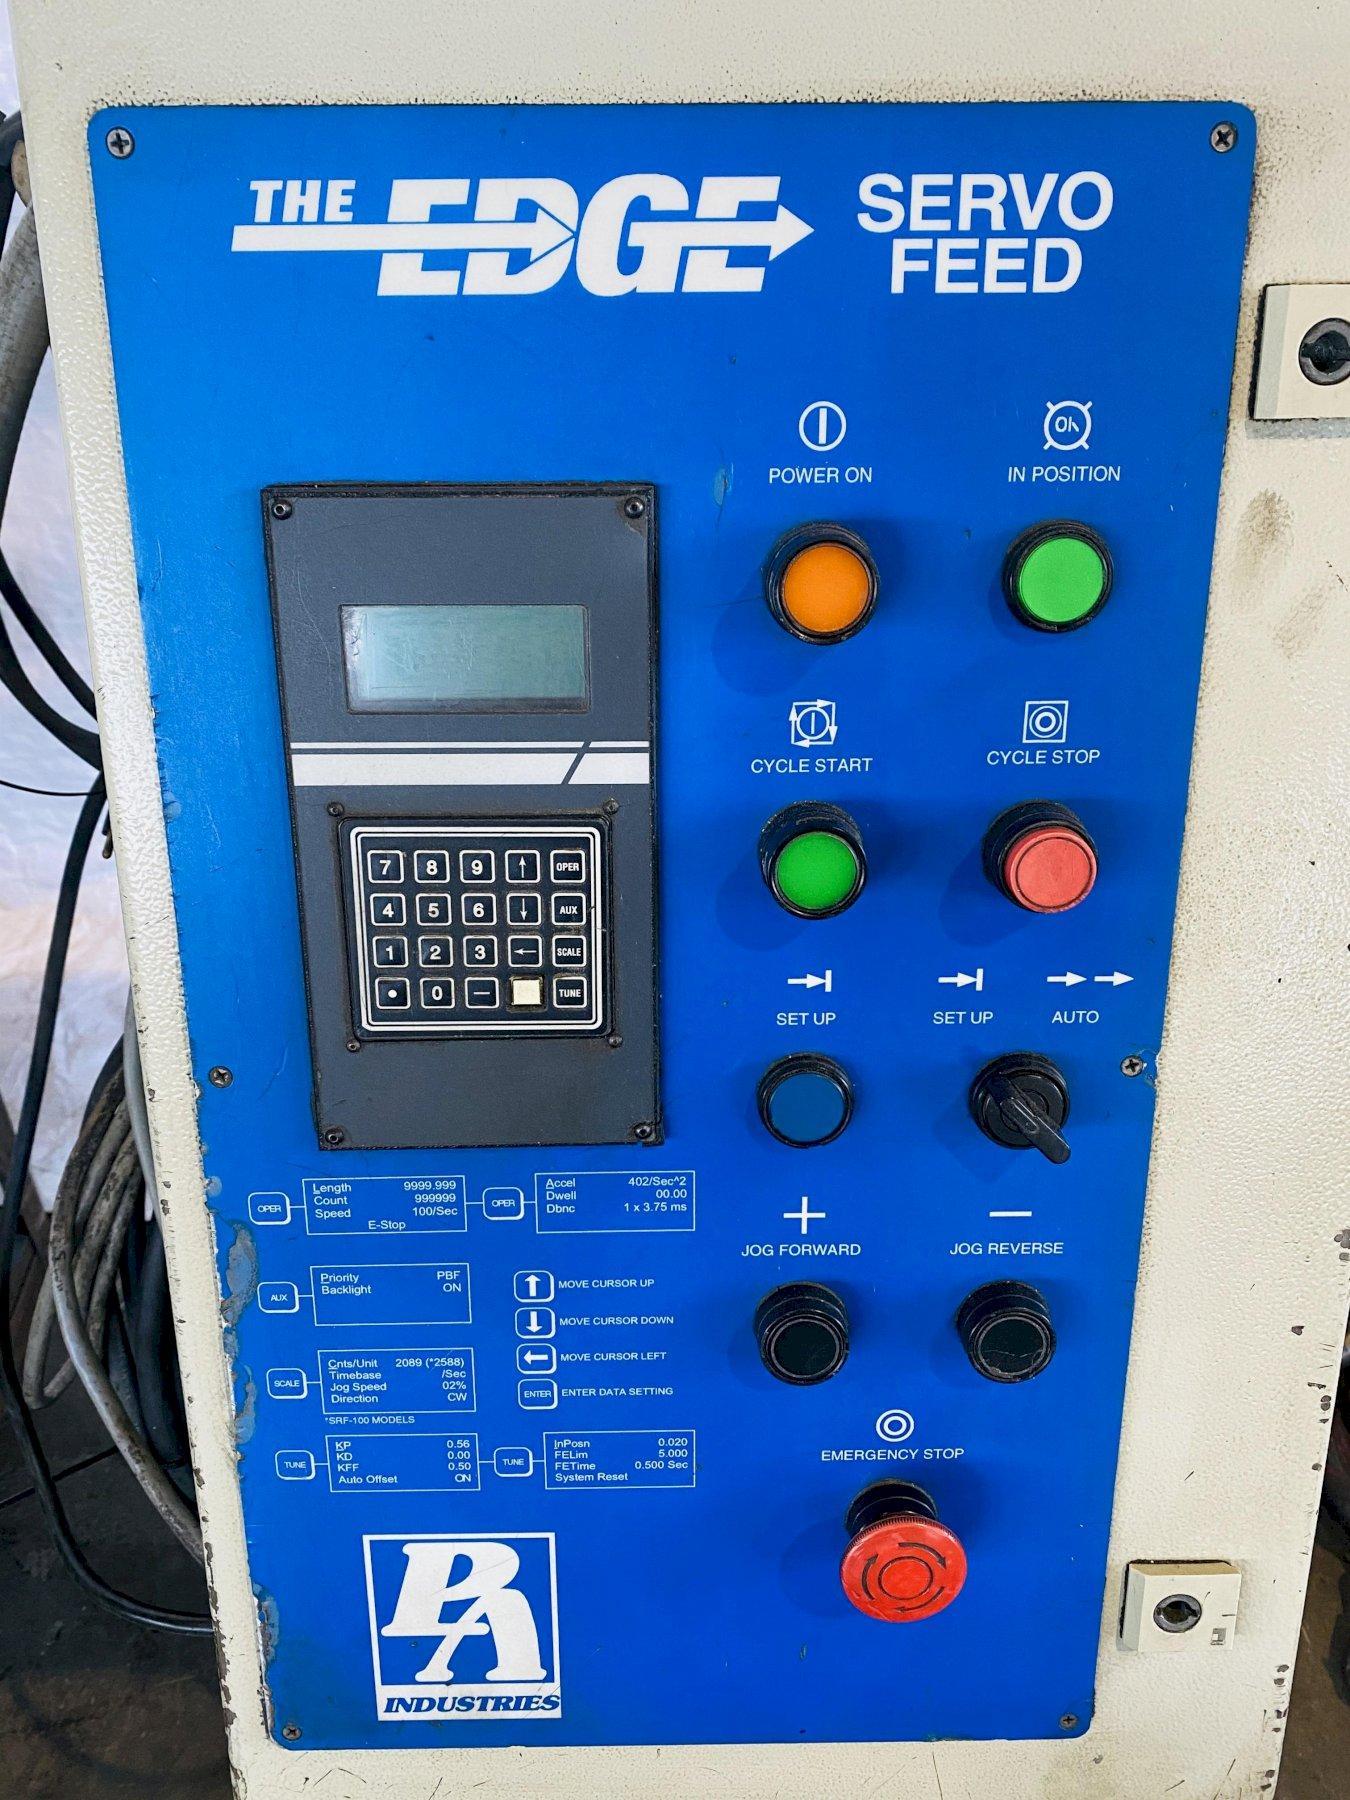 THE EDGE SERVO
FEED
POWER ON
IN POSITION
CYCLE START
CYCLE STOP
7 8 9 ↑ OPER
4 5 6 ↓ AUX
1 2 3 ← SCALE
• 0 — TUNE
SET UP
SET UP
AUTO
OPER
Length 9999.999
Count 999999
Speed 100/Sec
E-Stop
OPER
Accel 402/Sec^2
Dwell 00.00
Dbnc 1 x 3.75 ms
JOG FORWARD
JOG REVERSE
AUX
Priority PBF
Backlight ON
MOVE CURSOR UP
MOVE CURSOR DOWN
MOVE CURSOR LEFT
ENTER ENTER DATA SETTING
SCALE
Cnts/Unit 2089 (*2588)
Timebase /Sec
Jog Speed 02%
Direction CW
*SRF-100 MODELS
TUNE
KP 0.56
KD 0.00
KFF 0.50
Auto Offset ON
TUNE
InPosn 0.020
FELim 5.000
FETime 0.500 Sec
System Reset
EMERGENCY STOP
PA
INDUSTRIES